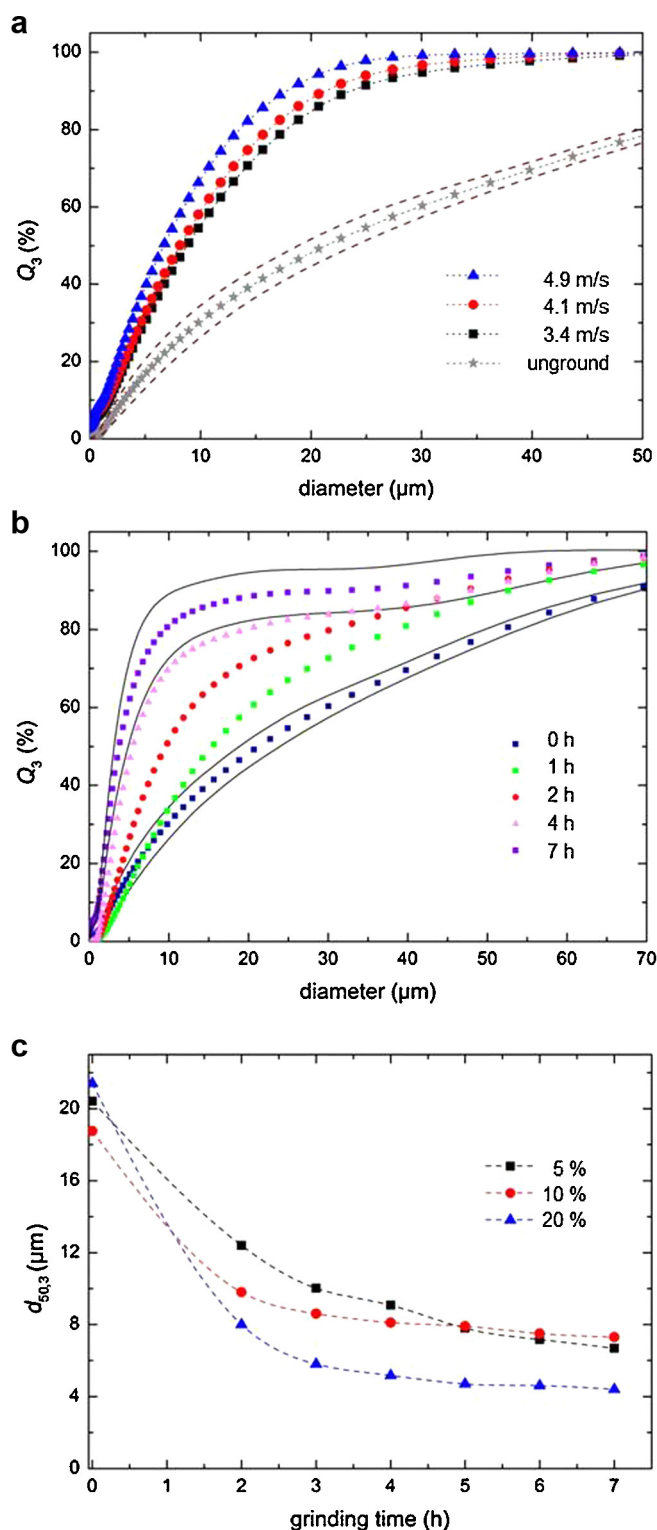 a
100
80
60
40
20
0
Q3 (%)
4.9 m/s
4.1 m/s
3.4 m/s
unground
0 10 20 30 40 50
diameter (µm)
b
100
80
60
40
20
0
Q3 (%)
0 h
1 h
2 h
4 h
7 h
0 10 20 30 40 50 60 70
diameter (µm)
c
20
16
12
8
4
0
d50,3 (µm)
5 %
10 %
20 %
0 1 2 3 4 5 6 7
grinding time (h)